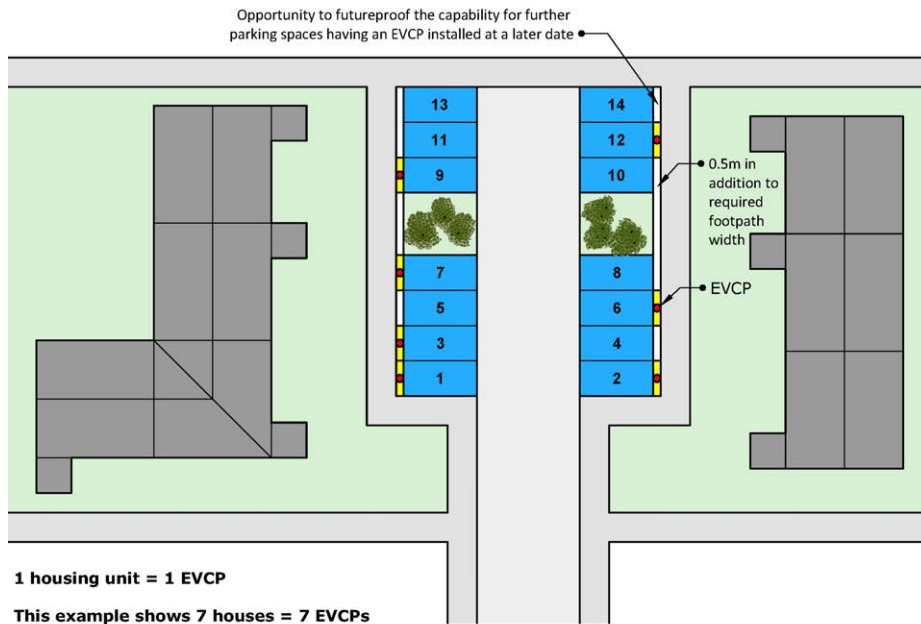 Opportunity to futureproof the capability for further
parking spaces having an EVCP installed at a later date
13
14
11
12
9
10
0.5m in
addition to
required
footpath
width
7
8
EVCP
5
6
3
4
1
2
1 housing unit = 1 EVCP
This example shows 7 houses = 7 EVCPs